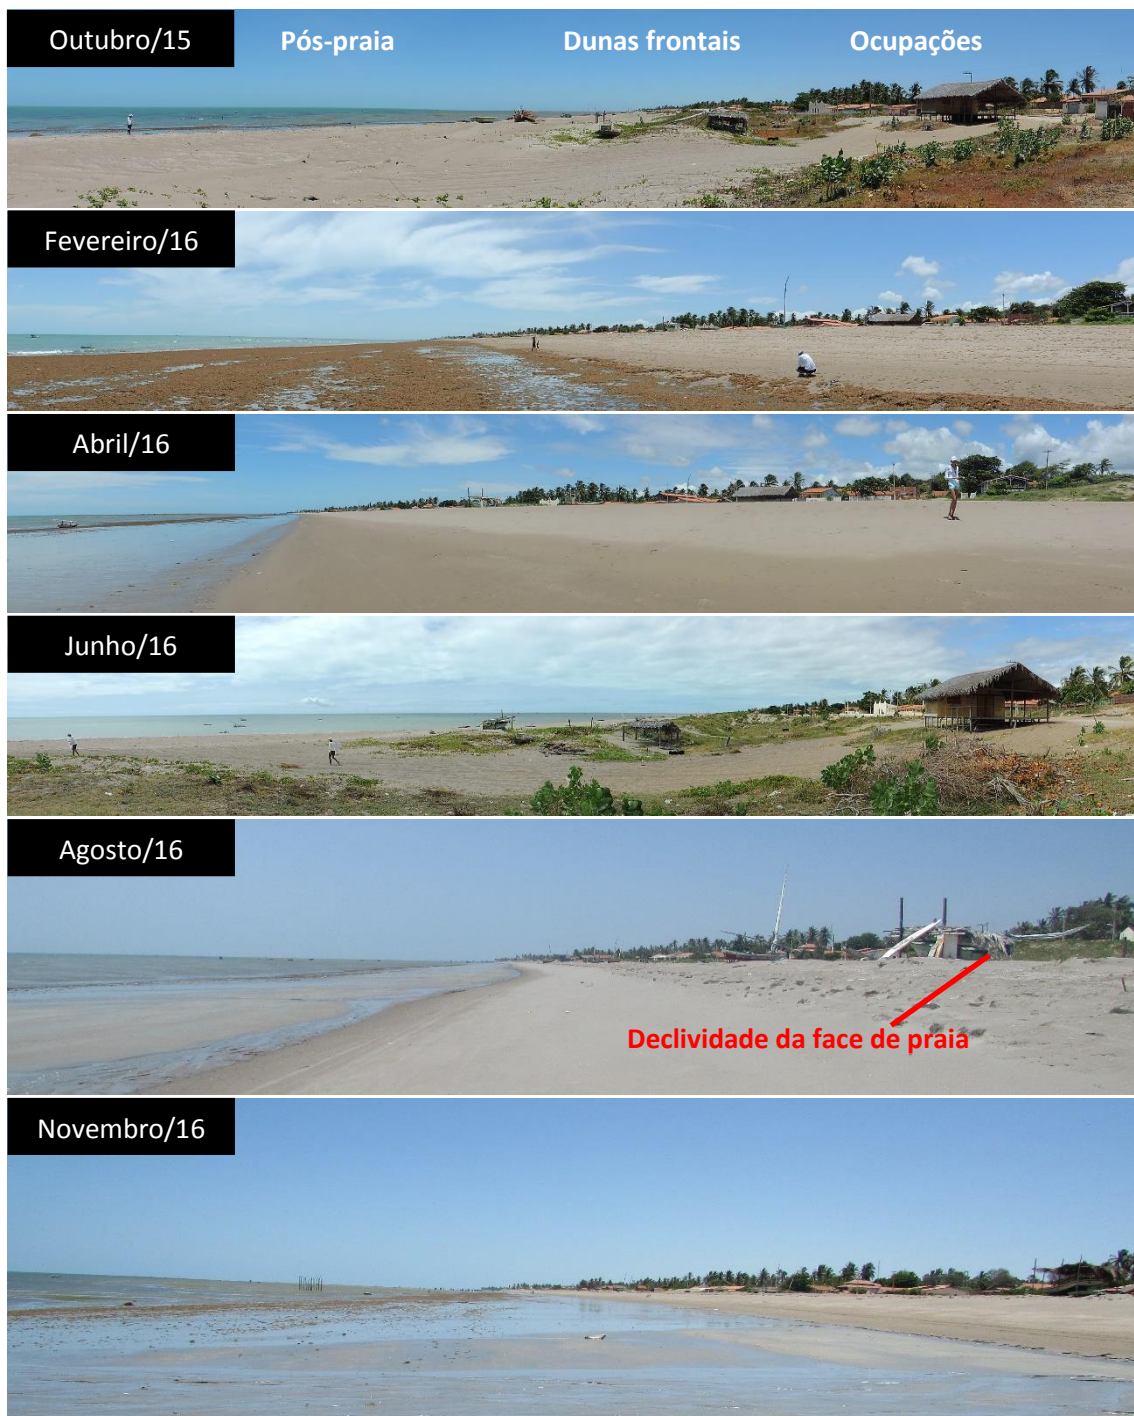 Outubro/15
Pós-praia
Dunas frontais
Ocupações
Fevereiro/16
Abril/16
Junho/16
Agosto/16
Declividade da face de praia
Novembro/16